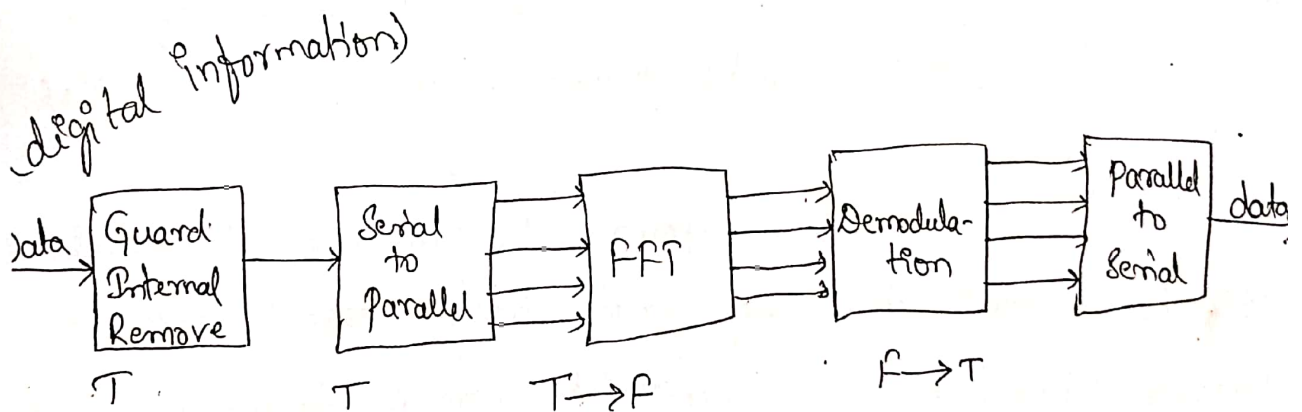 digital information)
data
Guard
Internal
Remove
Serial
to
Parallel
FFT
Demodula-
tion
Parallel
to
Serial
data
T
T
T→F
F→T